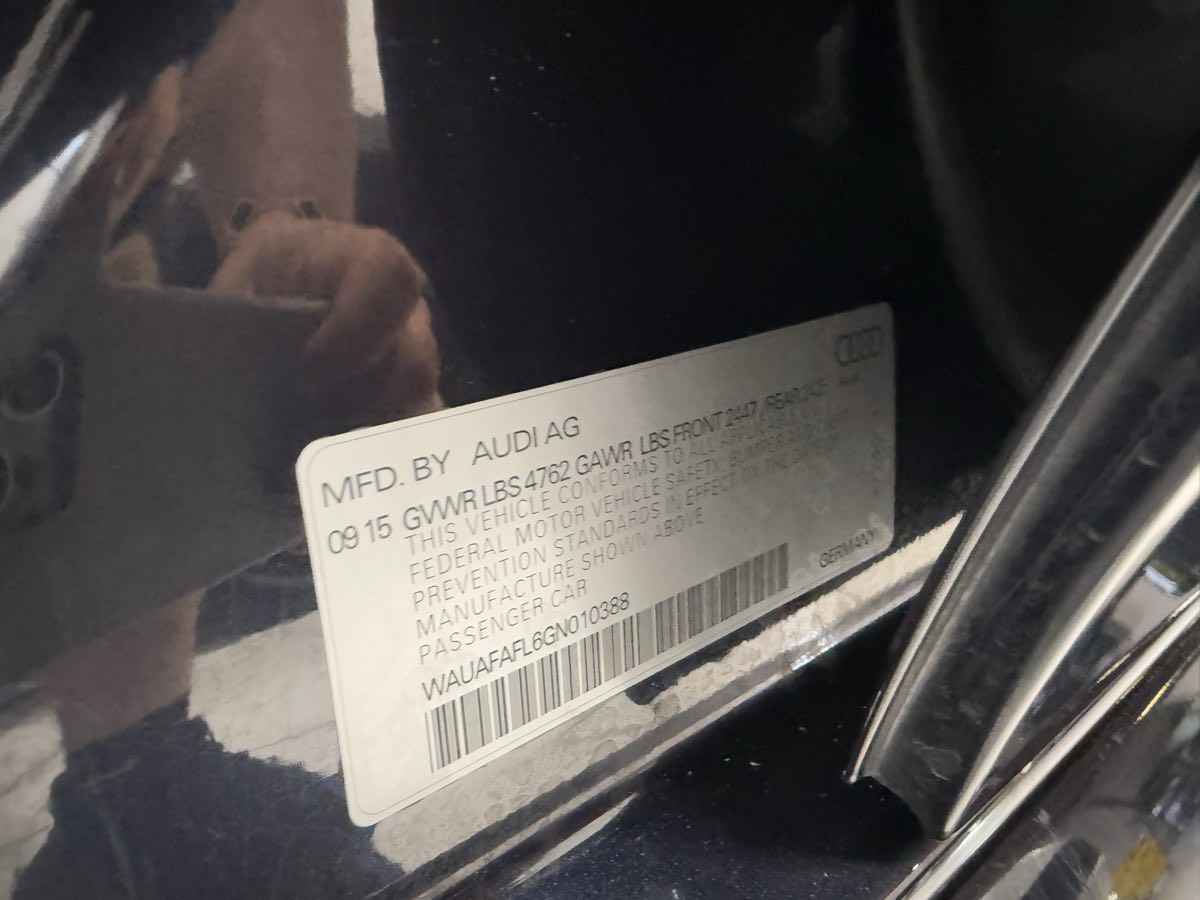 MFD. BY AUDI AG
09 15 GVWR LBS 4762 GAWR LBS FRONT 2447 /REAR
THIS VEHICLE CONFORMS TO ALL APPLICABLE U.S.
FEDERAL MOTOR VEHICLE SAFETY, BUMPER AND
PREVENTION STANDARDS IN EFFECT ON THE DATE OF
MANUFACTURE SHOWN ABOVE
PASSENGER CAR
WAUAFAFL6GN010388
GERMANY
Audi